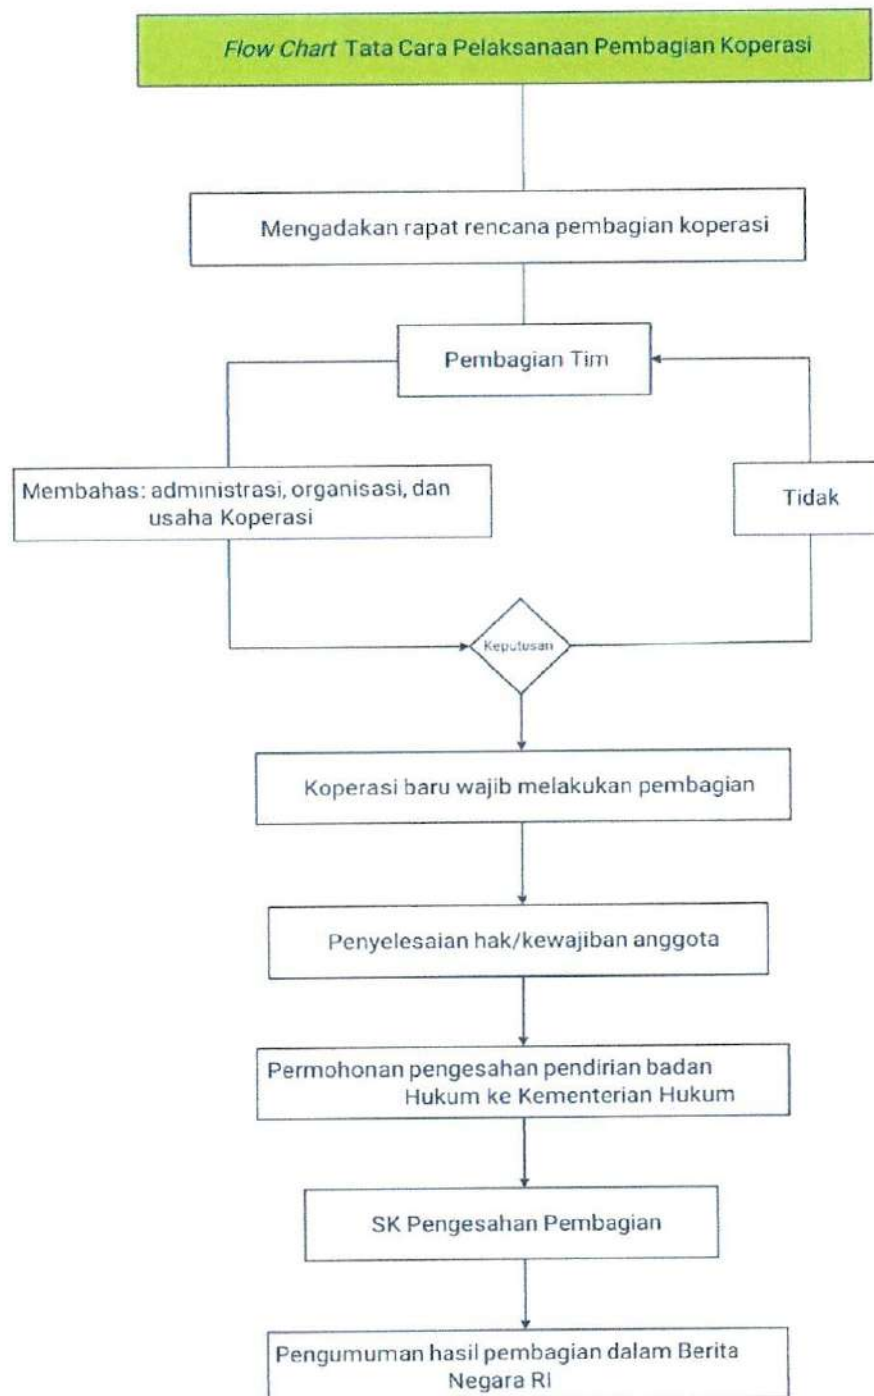 Flow Chart Tata Cara Pelaksanaan Pembagian Koperasi
Mengadakan rapat rencana pembagian koperasi
Pembagian Tim
Membahas: administrasi, organisasi, dan
usaha Koperasi
Tidak
Keputusan
Koperasi baru wajib melakukan pembagian
Penyelesaian hak/kewajiban anggota
Permohonan pengesahan pendirian badan
Hukum ke Kementerian Hukum
SK Pengesahan Pembagian
Pengumuman hasil pembagian dalam Berita
Negara RI